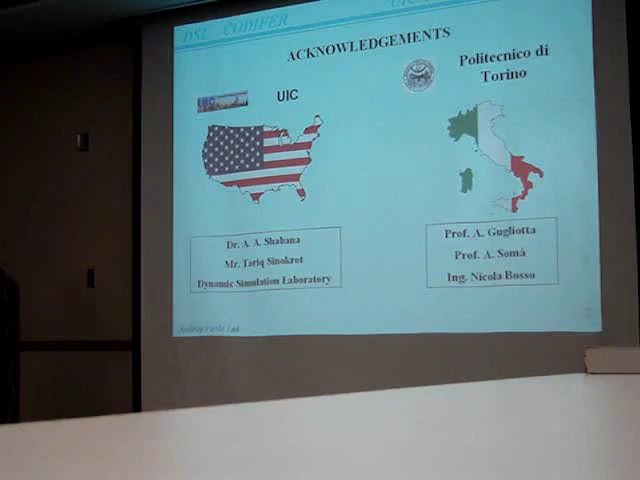 DSL -CODIFER
UIC
ACKNOWLEDGEMENTS
UIC
Politecnico di
Torino
Dr. A. A. Shabana
Mr. Tariq Sinokrot
Dynamic Simulation Laboratory
Prof. A. Gugliotta
Prof. A. Somà
Ing. Nicola Bosso